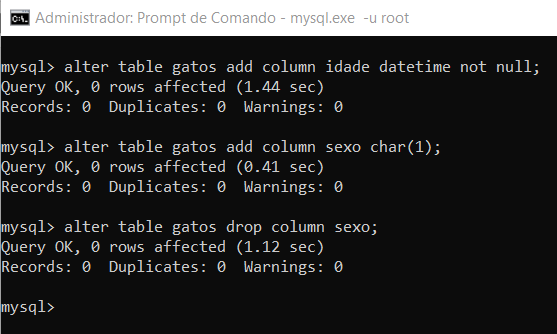 Administrador: Prompt de Comando - mysql.exe -u root
mysql> alter table gatos add column idade datetime not null;
Query OK, 0 rows affected (1.44 sec)
Records: 0  Duplicates: 0  Warnings: 0
mysql> alter table gatos add column sexo char(1);
Query OK, 0 rows affected (0.41 sec)
Records: 0  Duplicates: 0  Warnings: 0
mysql> alter table gatos drop column sexo;
Query OK, 0 rows affected (1.12 sec)
Records: 0  Duplicates: 0  Warnings: 0
mysql>